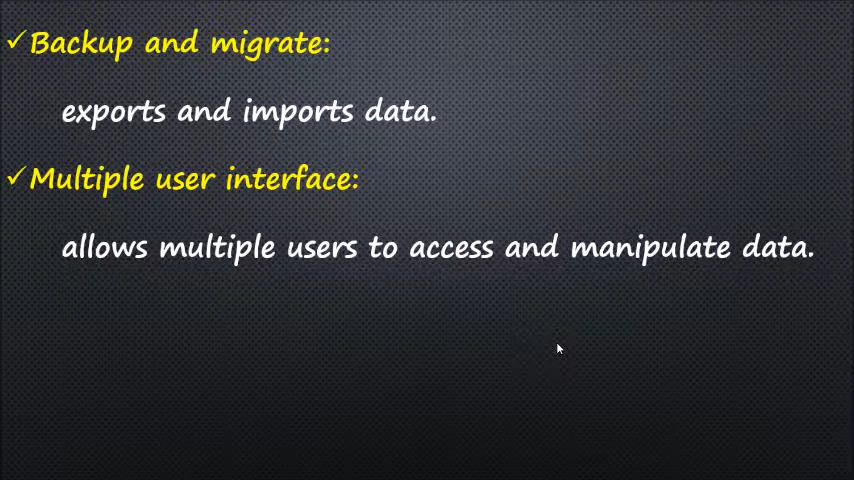 ✓Backup and migrate:
exports and imports data.
✓Multiple user interface:
allows multiple users to access and manipulate data.